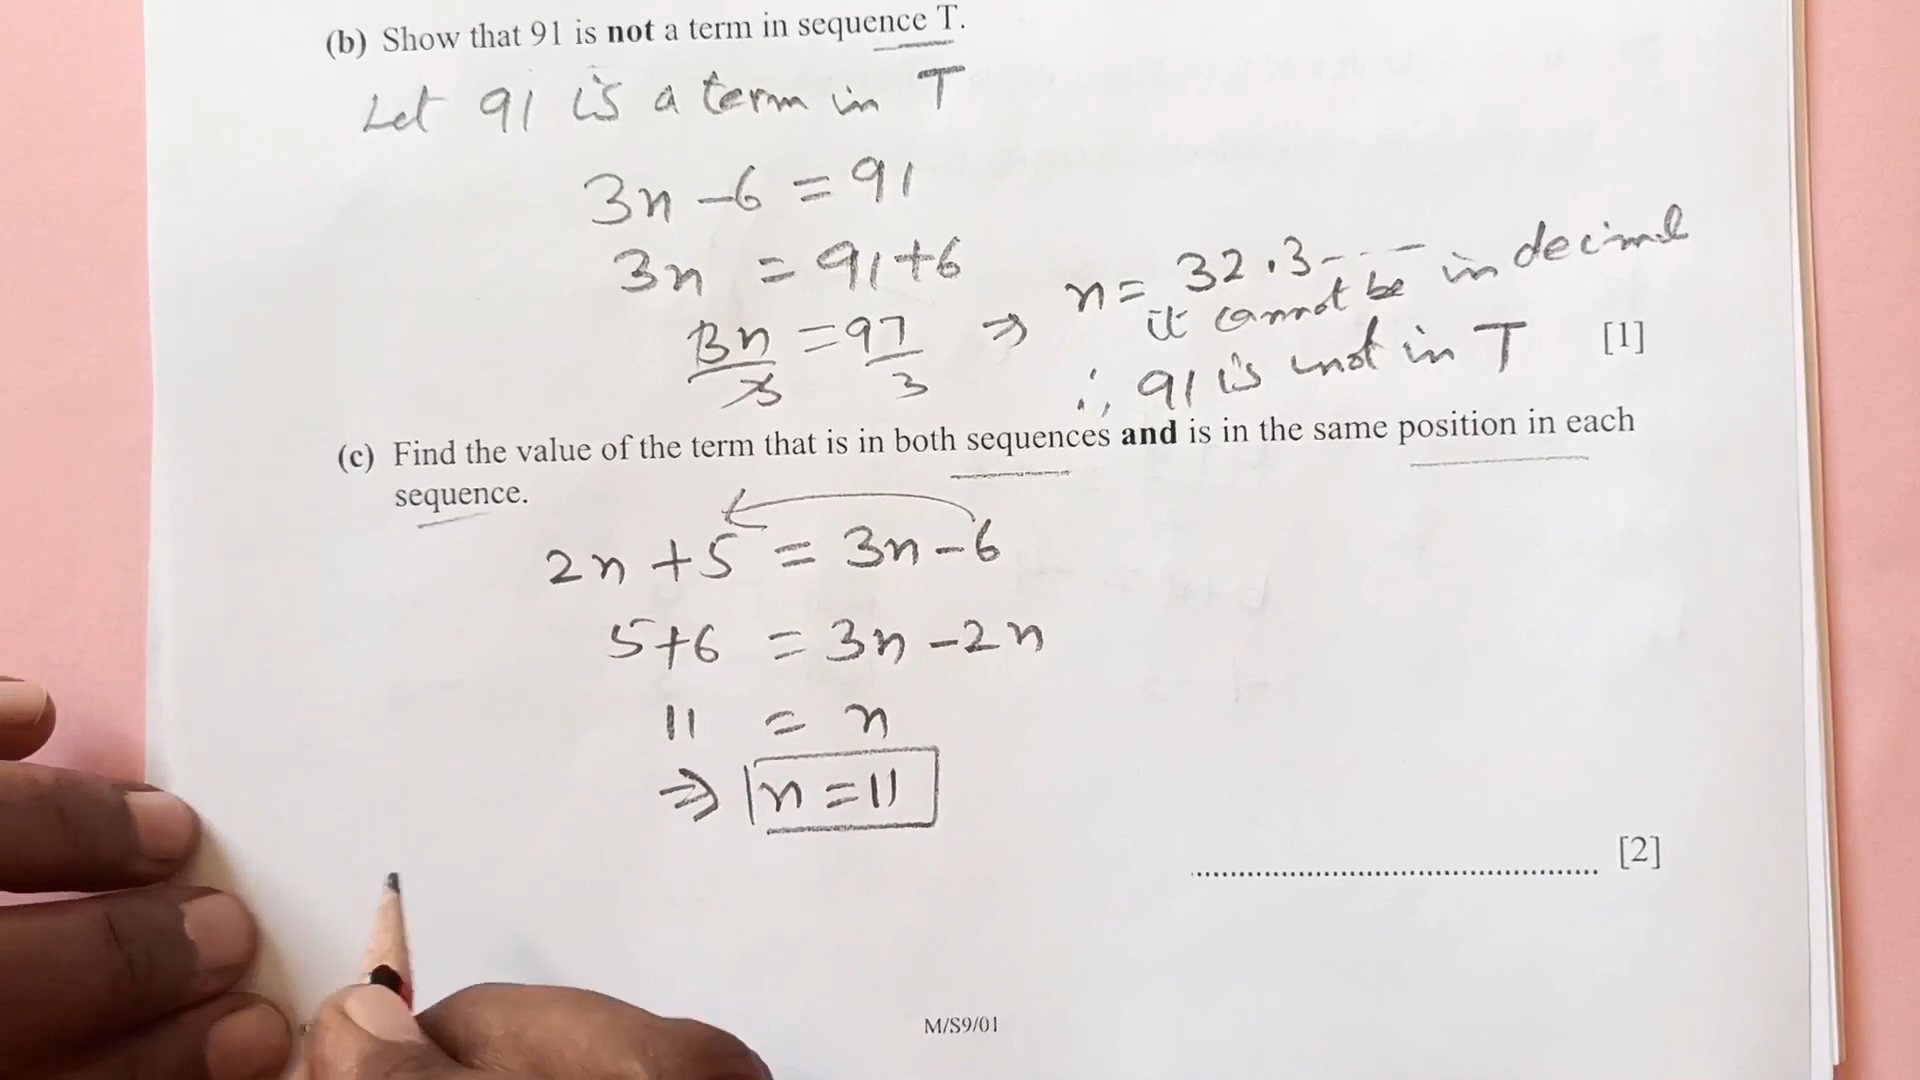 (b) Show that 91 is not a term in sequence T.
Let 91 is a term in T
3n - 6 = 91
3n = 91+6
3n/3 = 97/3 ⇒ n = 32.3---
it cannot be in decimal
∴ 91 is not in T [1]
(c) Find the value of the term that is in both sequences and is in the same position in each
sequence.
2n + 5 = 3n - 6
5+6 = 3n - 2n
11 = n
⇒ n = 11
[2]
M/S9/01